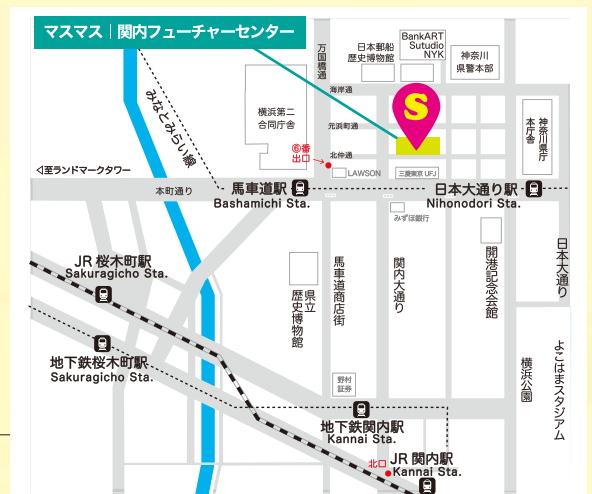 マスマス｜関内フューチャーセンター
万国橋通
日本郵船
歴史博物館
BankART
Sutudio
NYK
神奈川
県警本部
海岸通
横浜第二
合同庁舎
元浜町通
S
神奈川県庁
本庁舎
みなとみらい線
⑥番
出口
北仲通
◁至ランドマークタワー
LAWSON
三菱東京 UFJ
本町通り
馬車道駅
Bashamichi Sta.
日本大通り駅
Nihonodori Sta.
みずほ銀行
JR 桜木町駅
Sakuragicho Sta.
県立
歴史博物館
馬車道商店街
関内大通り
開港記念会館
日本大通り
地下鉄桜木町駅
Sakuragicho Sta.
野村
証券
横浜公園
よこはまスタジアム
地下鉄関内駅
Kannai Sta.
北口
JR 関内駅
Kannai Sta.